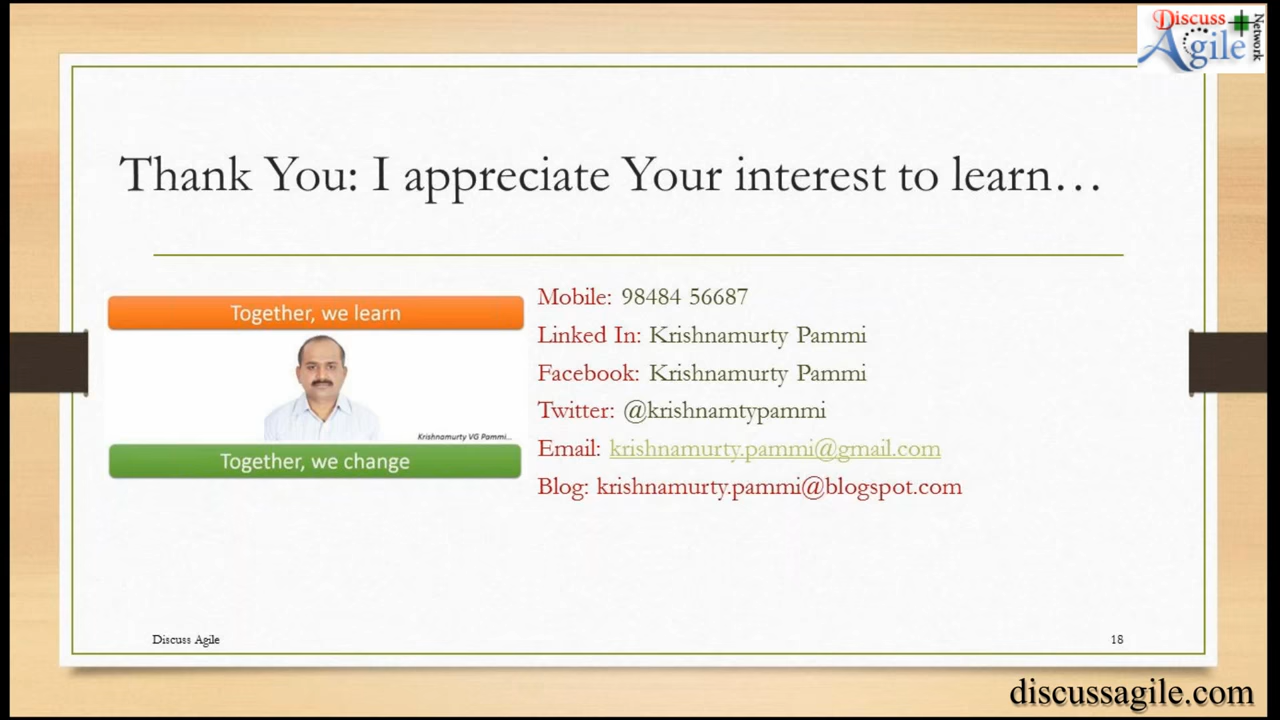 Discuss
Agile
Network
Thank You: I appreciate Your interest to learn…
Together, we learn
Krishnamurty VG Pammi...
Together, we change
Mobile: 98484 56687
Linked In: Krishnamurty Pammi
Facebook: Krishnamurty Pammi
Twitter: @krishnamtypammi
Email: krishnamurty.pammi@gmail.com
Blog: krishnamurty.pammi@blogspot.com
Discuss Agile
18
discussagile.com